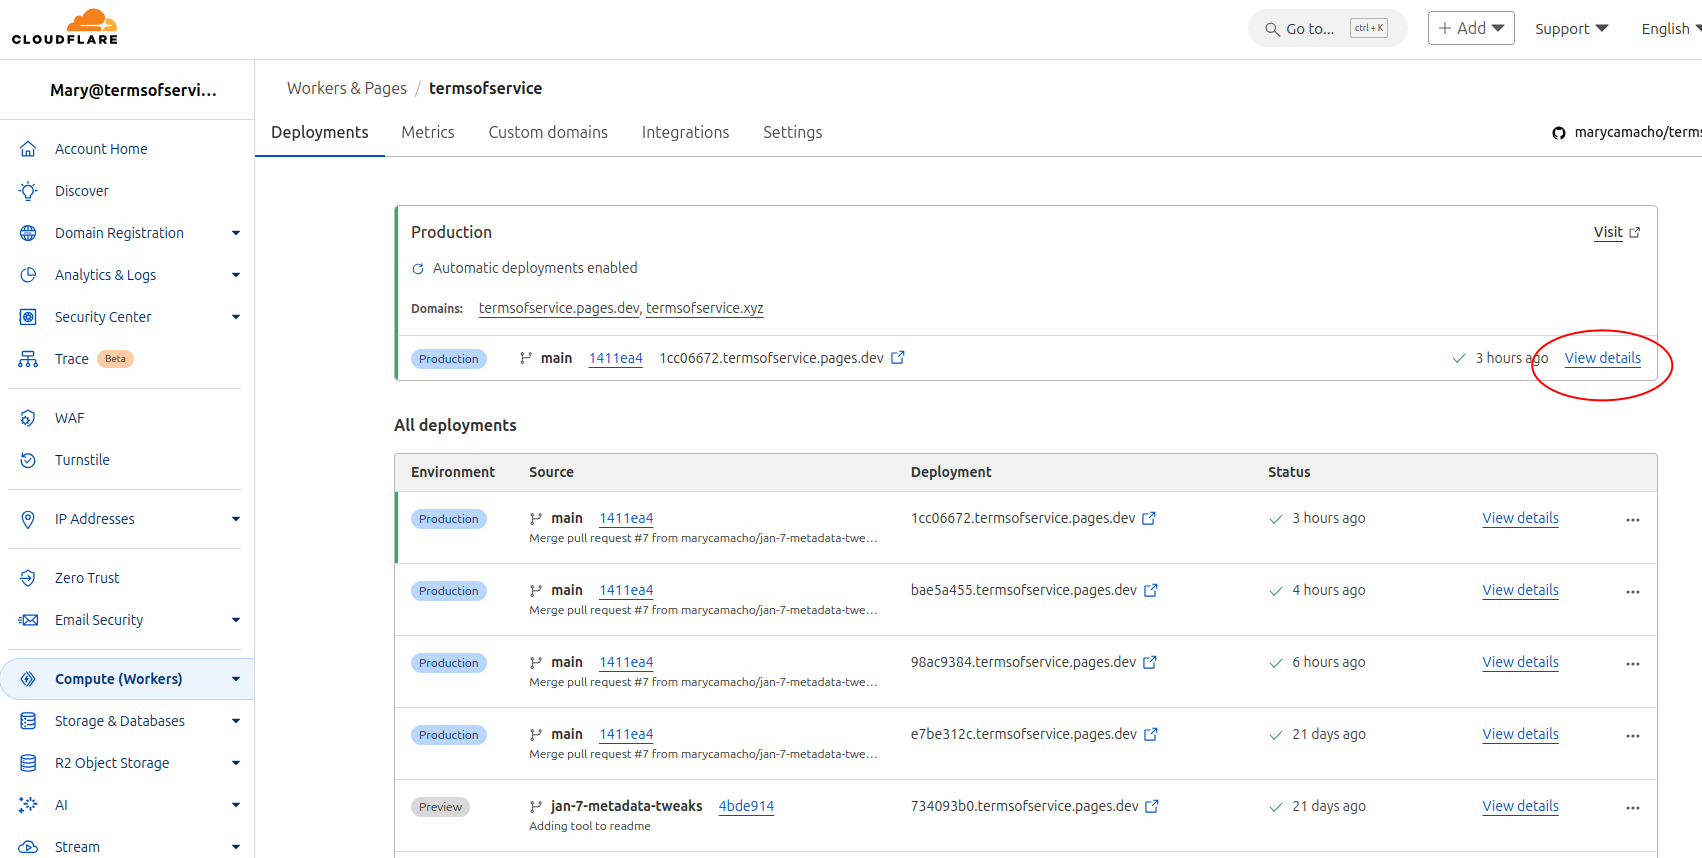 CLOUDFLARE
Go to... ctrl + K
Add
Support
English
Mary@termsofservi...
Account Home
Discover
Domain Registration
Analytics & Logs
Security Center
Trace Beta
WAF
Turnstile
IP Addresses
Zero Trust
Email Security
Compute (Workers)
Storage & Databases
R2 Object Storage
AI
Stream
Workers & Pages / termsofservice
Deployments Metrics Custom domains Integrations Settings
marycamacho/terms
Production
Visit
Automatic deployments enabled
Domains: termsofservice.pages.dev, termsofservice.xyz
Production main 1411ea4 1cc06672.termsofservice.pages.dev 3 hours ago View details
All deployments
Environment Source Deployment Status
Production main 1411ea4 1cc06672.termsofservice.pages.dev 3 hours ago View details ...
Merge pull request #7 from marycamacho/jan-7-metadata-twe...
Production main 1411ea4 bae5a455.termsofservice.pages.dev 4 hours ago View details ...
Merge pull request #7 from marycamacho/jan-7-metadata-twe...
Production main 1411ea4 98ac9384.termsofservice.pages.dev 6 hours ago View details ...
Merge pull request #7 from marycamacho/jan-7-metadata-twe...
Production main 1411ea4 e7be312c.termsofservice.pages.dev 21 days ago View details ...
Merge pull request #7 from marycamacho/jan-7-metadata-twe...
Preview jan-7-metadata-tweaks 4bde914 734093b0.termsofservice.pages.dev 21 days ago View details ...
Adding tool to readme